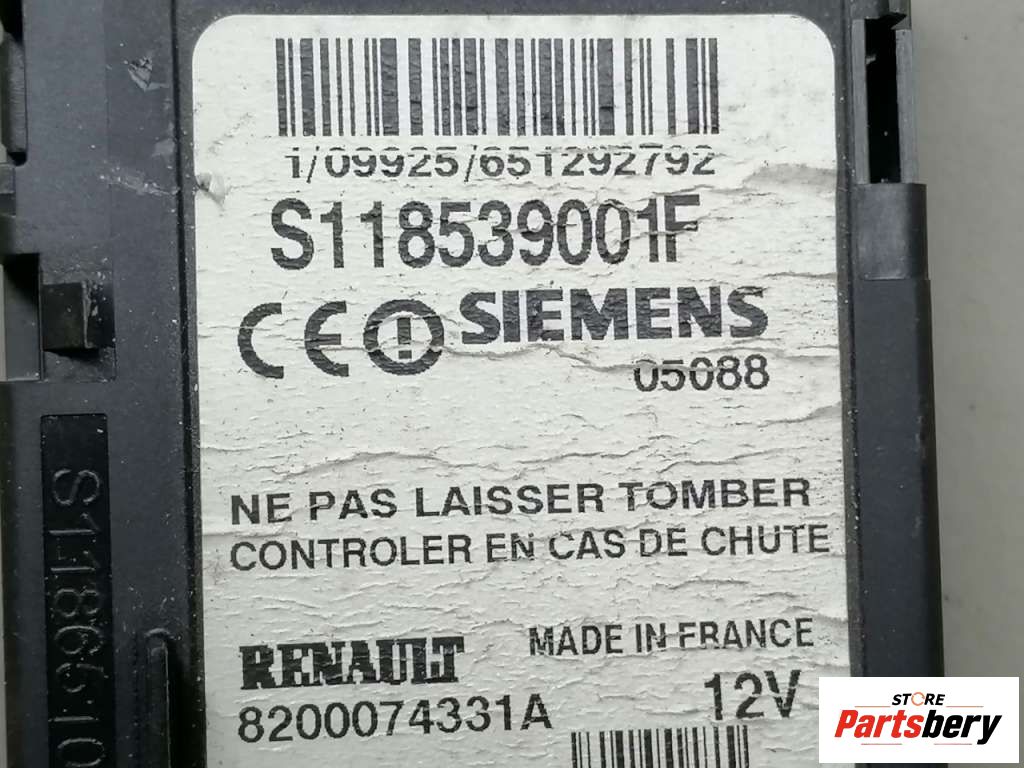 1/09925/651292792
S118539001F
CE SIEMENS
05088
NE PAS LAISSER TOMBER
CONTROLER EN CAS DE CHUTE
MADE IN FRANCE
RENAULT
12V
8200074331A
STORE
Partsbery